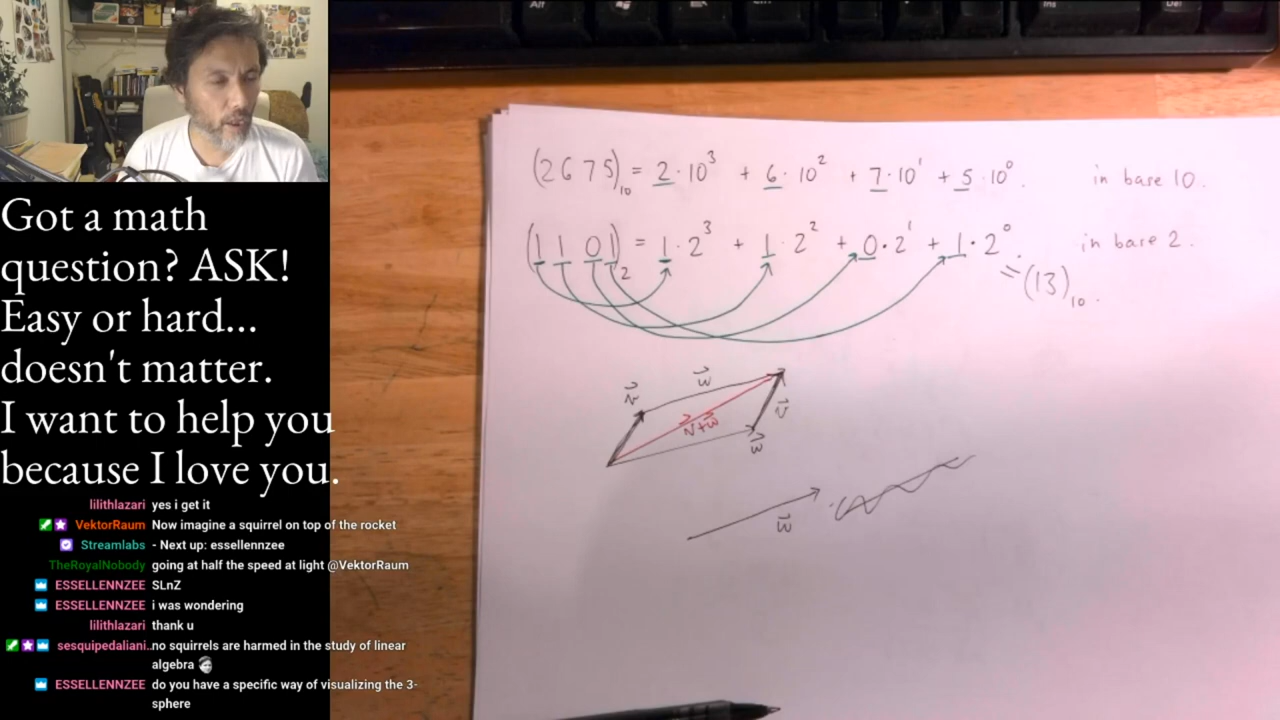 Alt
Ctrl
Ins
Del
(2675)₁₀ = 2·10³ + 6·10² + 7·10¹ + 5·10⁰. in base 10.
(1101)₂ = 1·2³ + 1·2² + 0·2¹ + 1·2⁰. in base 2.
= (13)₁₀.
v⃗
w⃗
v⃗+w⃗
v⃗
w⃗
w⃗
Got a math
question? ASK!
Easy or hard...
doesn't matter.
I want to help you
because I love you.
lilithlazari yes i get it
VektorRaum Now imagine a squirrel on top of the rocket
Streamlabs - Next up: essellennzee
TheRoyalNobody going at half the speed at light @VektorRaum
ESSELLENNZEE SLnZ
ESSELLENNZEE i was wondering
lilithlazari thank u
sesquipedaliani.. no squirrels are harmed in the study of linear
algebra
ESSELLENNZEE do you have a specific way of visualizing the 3-
sphere